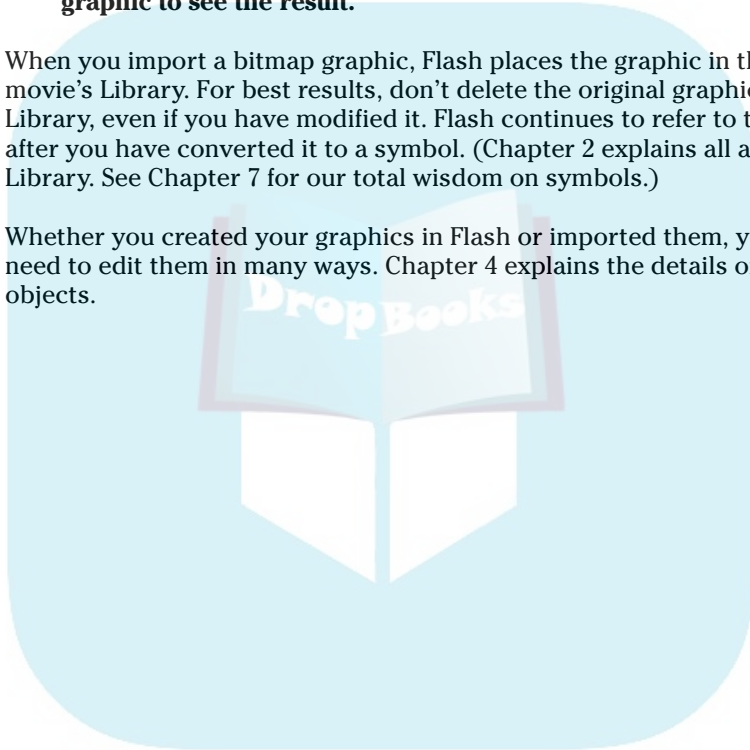 graphic to see the result.
When you import a bitmap graphic, Flash places the graphic in
movie's Library. For best results, don't delete the original
Library, even if you have modified it. Flash continues to refer to
after you have converted it to a symbol. (Chapter 2 explains all
Library. See Chapter 7 for our total wisdom on symbols.)
Whether you created your graphics in Flash or imported them,
need to edit them in many ways. Chapter 4 explains the details
objects.
DropBooks